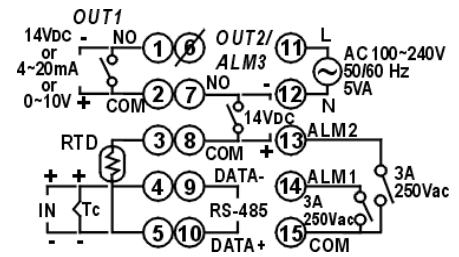 OUT1
14VDC - NO 1 6 OUT2/ 11 L
or ALM3 AC 100~240V
4~20mA 50/60 Hz
or NO - 5VA
0~10V + COM 2 7 12 N
14VDC
RTD 3 8 COM + 13 ALM2
+ + 4 9 DATA- 14 ALM1 3A
IN Tc RS-485 3A 250Vac
250Vac
- - 5 10 DATA+ 15 COM